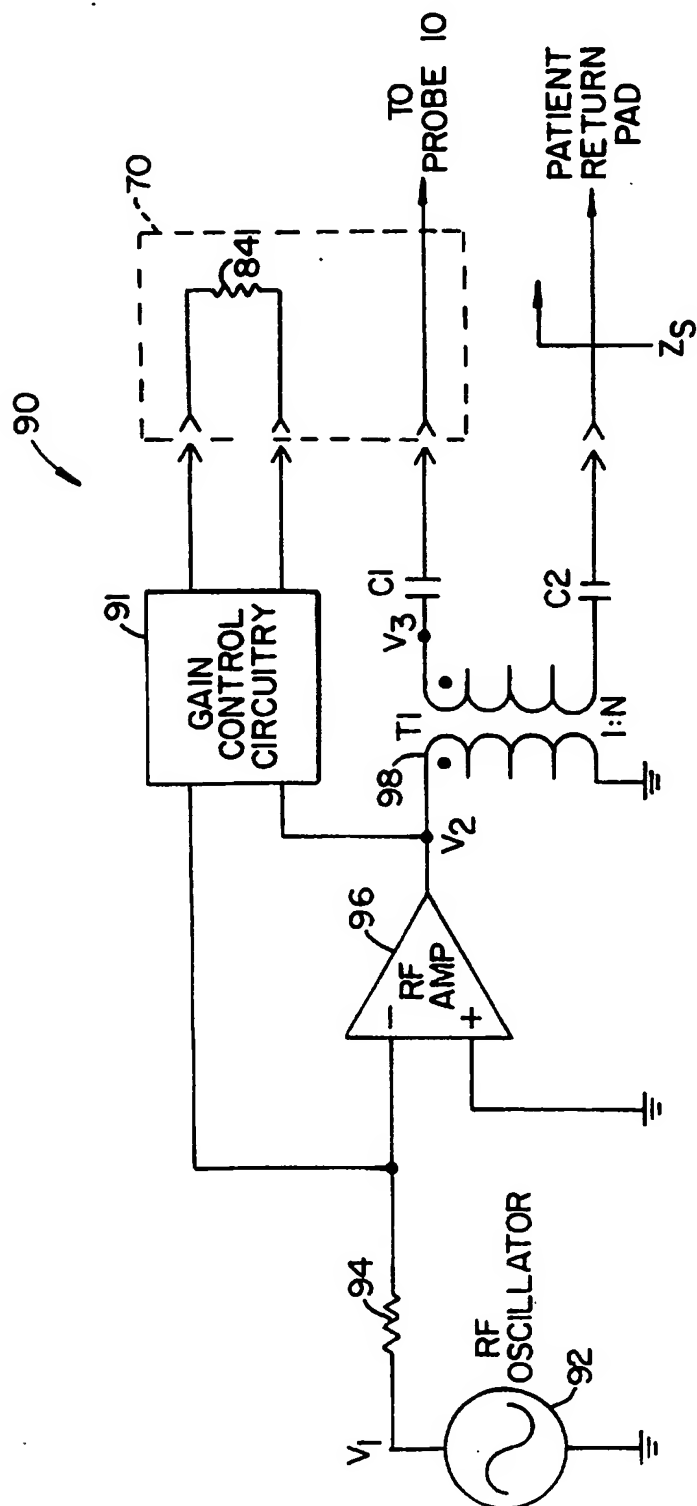 90
70
84
TO
PROBE 10
PATIENT
RETURN
PAD
ZS
91
GAIN
CONTROL
CIRCUITRY
C1
V3
C2
T1
1:N
98
V2
96
RF
AMP
−
+
94
V1
RF
OSCILLATOR
92